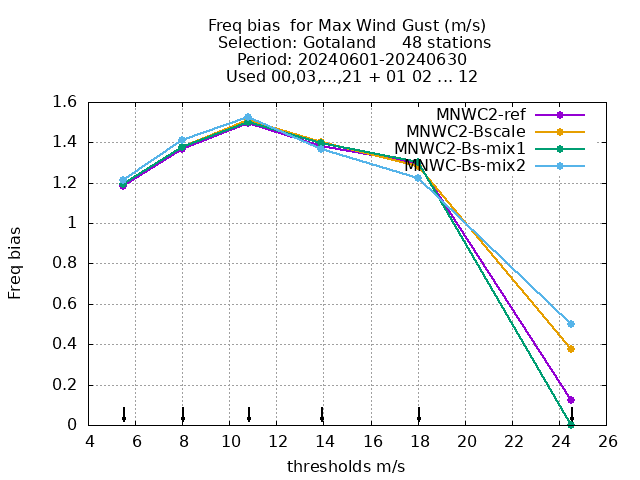 Freq bias  for Max Wind Gust (m/s)
Selection: Gotaland     48 stations
Period: 20240601-20240630
Used 00,03,...,21 + 01 02 ... 12
MNWC2-ref
MNWC2-Bscale
MNWC2-Bs-mix1
MNWC-Bs-mix2
Freq bias
1.6
1.4
1.2
1
0.8
0.6
0.4
0.2
0
4 6 8 10 12 14 16 18 20 22 24 26
thresholds m/s